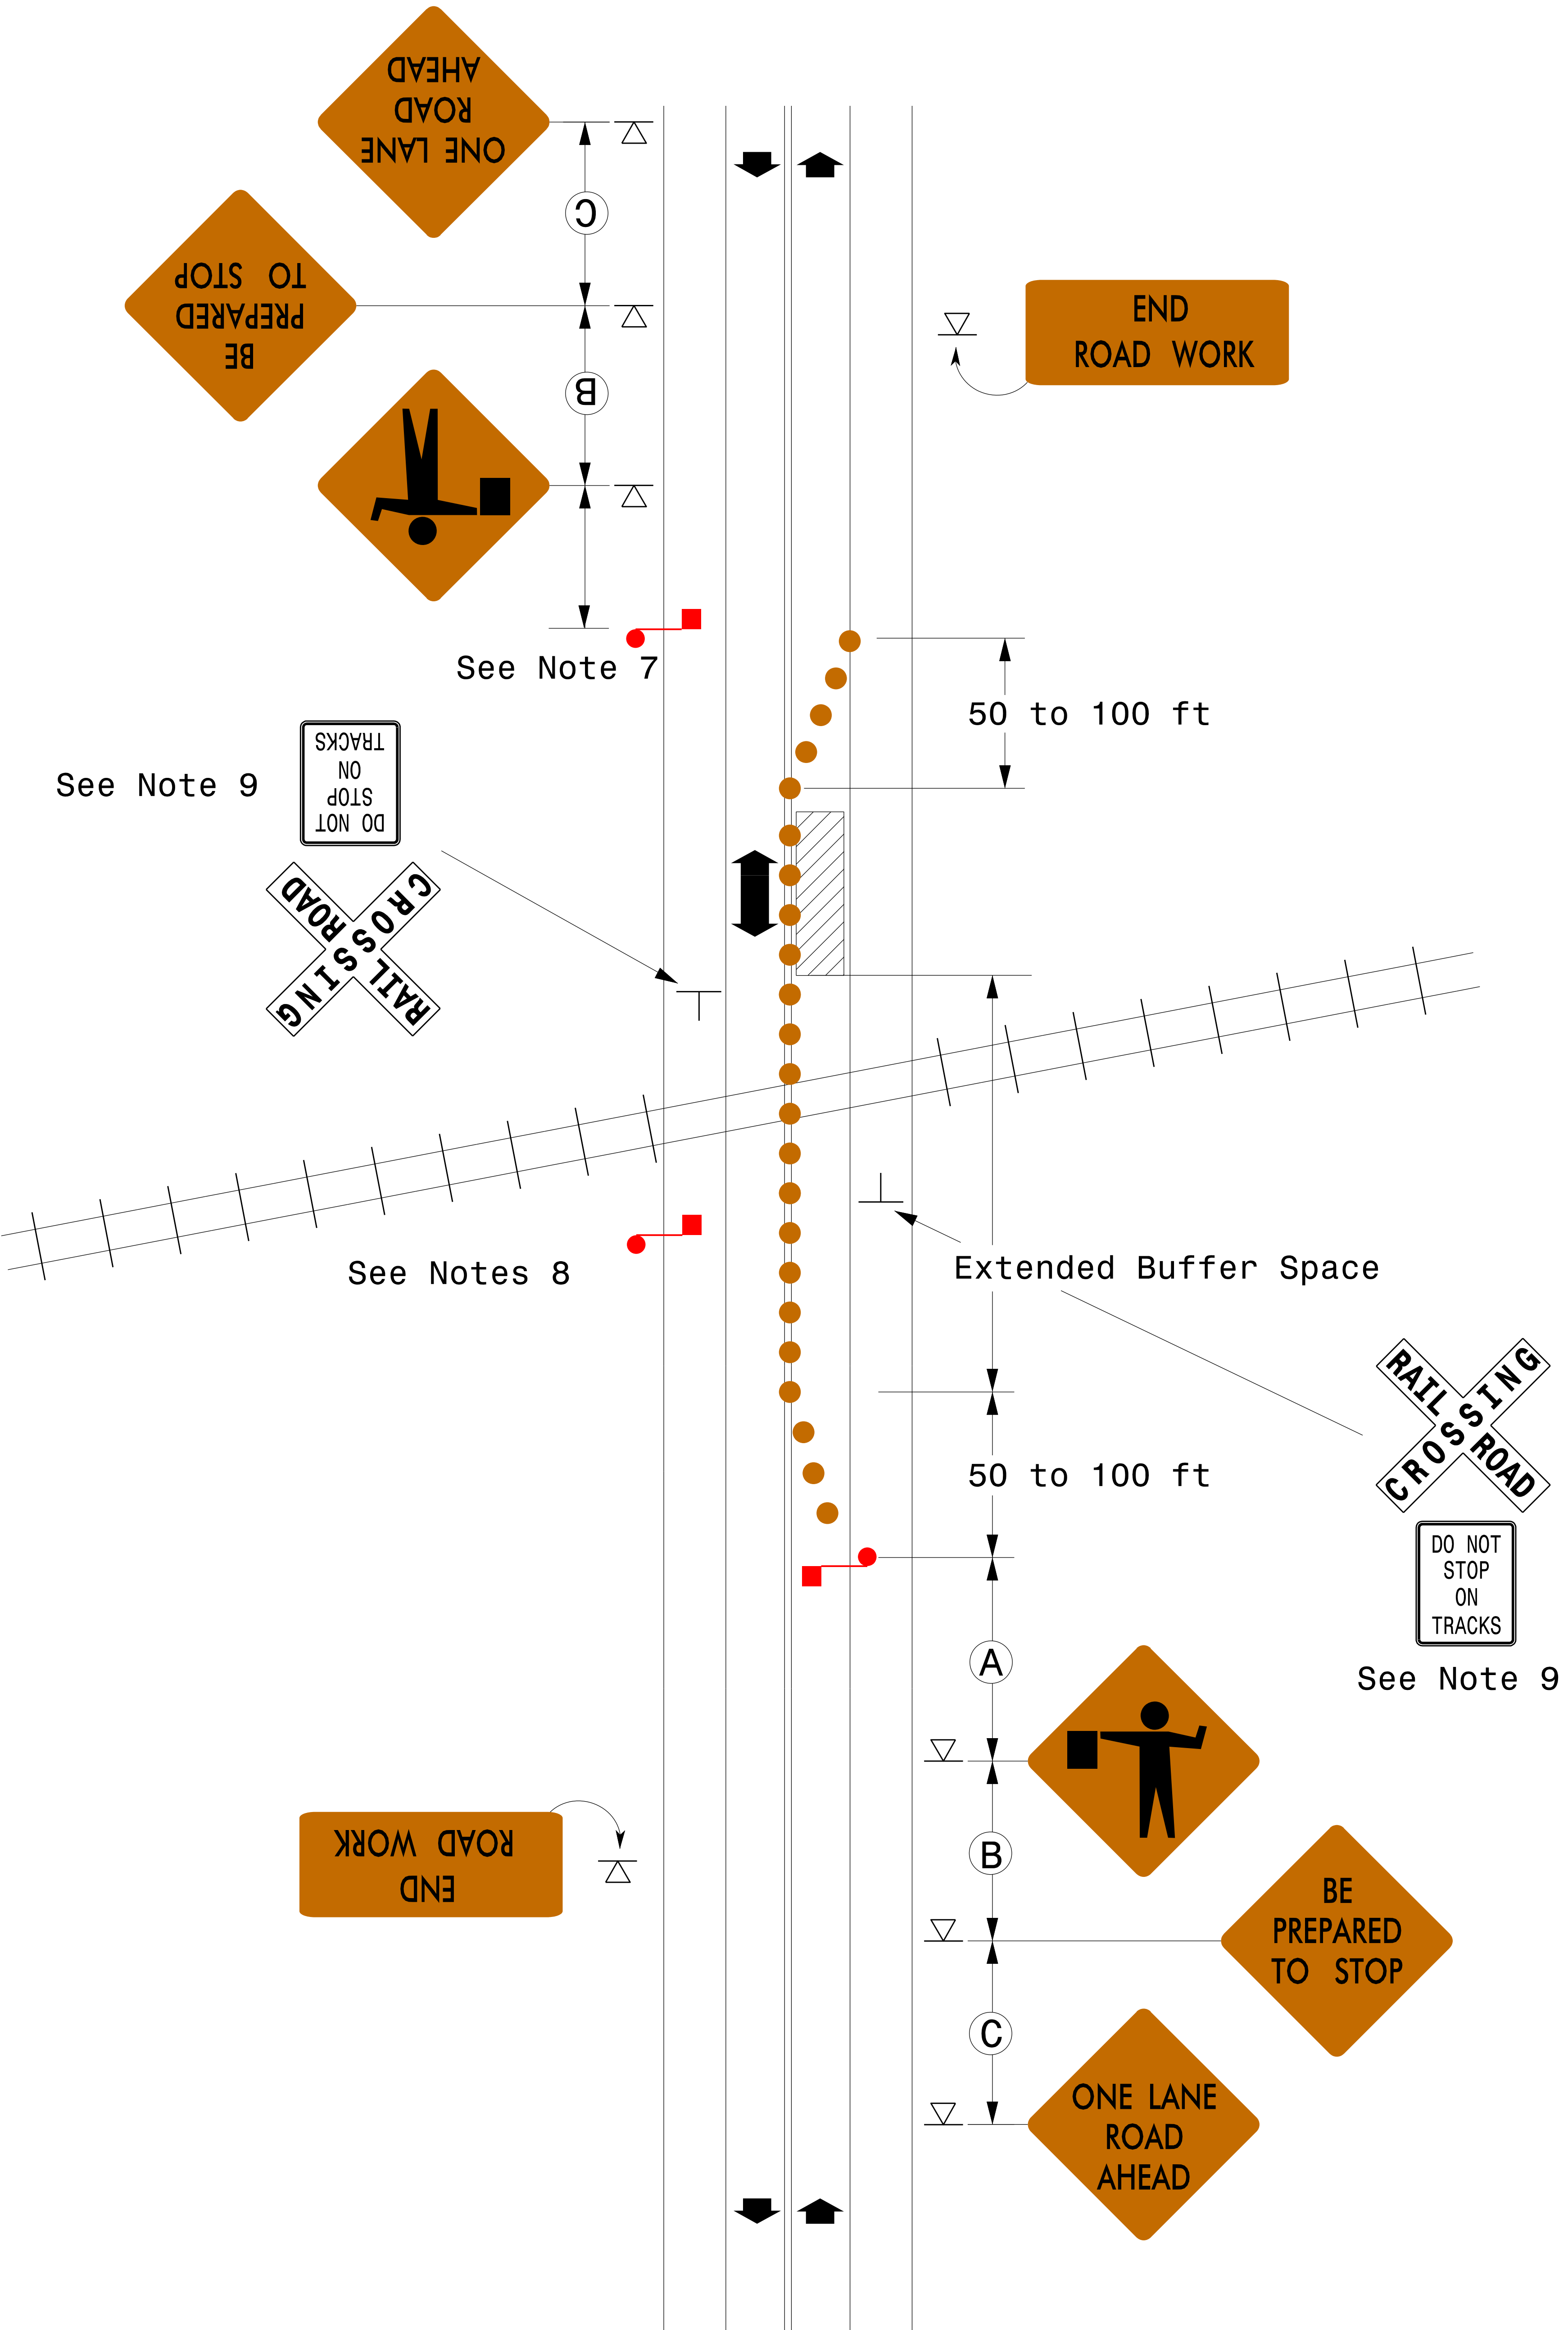 ONE LANE
ROAD
AHEAD
C
BE
PREPARED
TO STOP
END
ROAD WORK
B
See Note 7
50 to 100 ft
See Note 9
DO NOT
STOP
ON
TRACKS
RAIL ROAD
CROSSING
See Notes 8
Extended Buffer Space
RAIL ROAD
CROSSING
50 to 100 ft
DO NOT
STOP
ON
TRACKS
See Note 9
A
END
ROAD WORK
B
BE
PREPARED
TO STOP
C
ONE LANE
ROAD
AHEAD